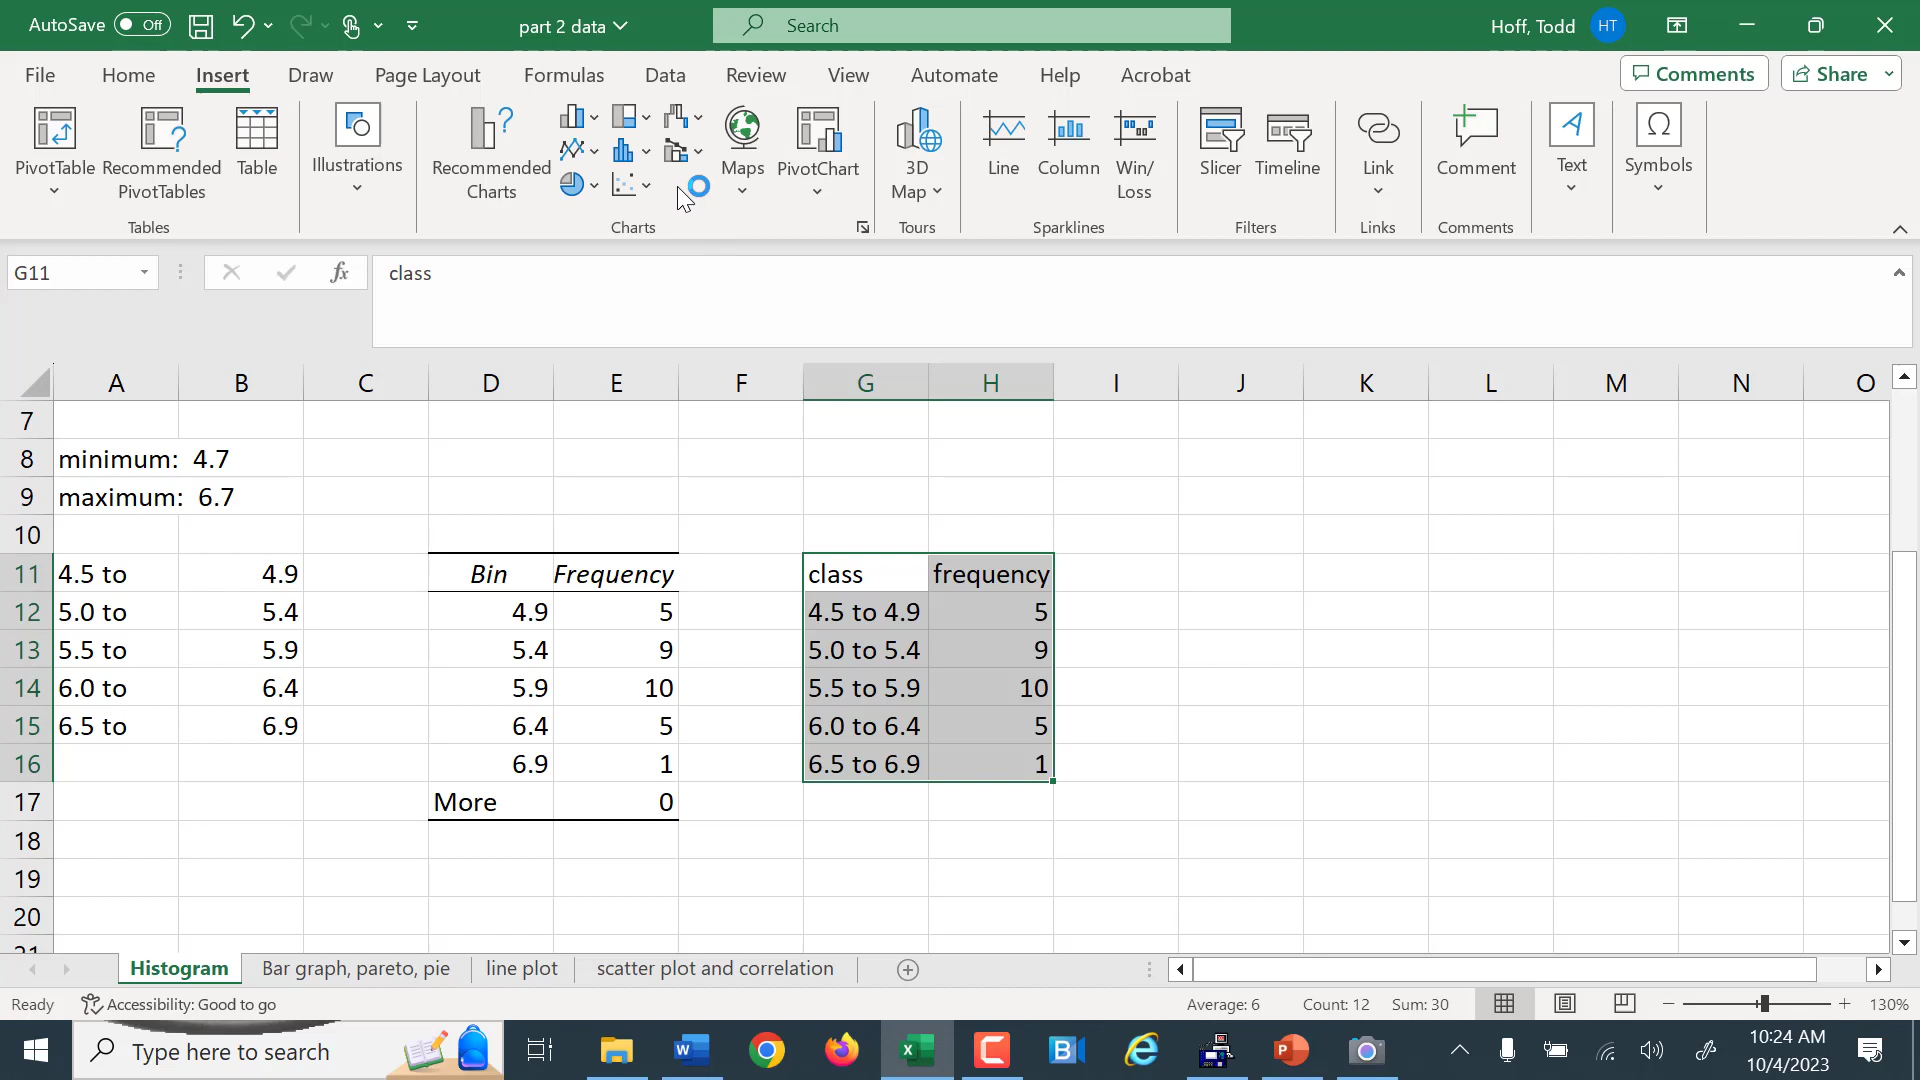 AutoSave Off part 2 data Search Hoff, Todd HT
File Home Insert Draw Page Layout Formulas Data Review View Automate Help Acrobat Comments Share
PivotTable Recommended PivotTables Table Illustrations Recommended Charts Maps PivotChart 3D Map Line Column Win/Loss Slicer Timeline Link Comment Text Symbols
Tables Charts Tours Sparklines Filters Links Comments
G11 fx class
A B C D E F G H I J K L M N O
7
8 minimum: 4.7
9 maximum: 6.7
10
11 4.5 to 4.9 Bin Frequency class frequency
12 5.0 to 5.4 4.9 5 4.5 to 4.9 5
13 5.5 to 5.9 5.4 9 5.0 to 5.4 9
14 6.0 to 6.4 5.9 10 5.5 to 5.9 10
15 6.5 to 6.9 6.4 5 6.0 to 6.4 5
16 6.9 1 6.5 to 6.9 1
17 More 0
18
19
20
21
Histogram Bar graph, pareto, pie line plot scatter plot and correlation
Ready Accessibility: Good to go Average: 6 Count: 12 Sum: 30 130%
Type here to search 10:24 AM
10/4/2023